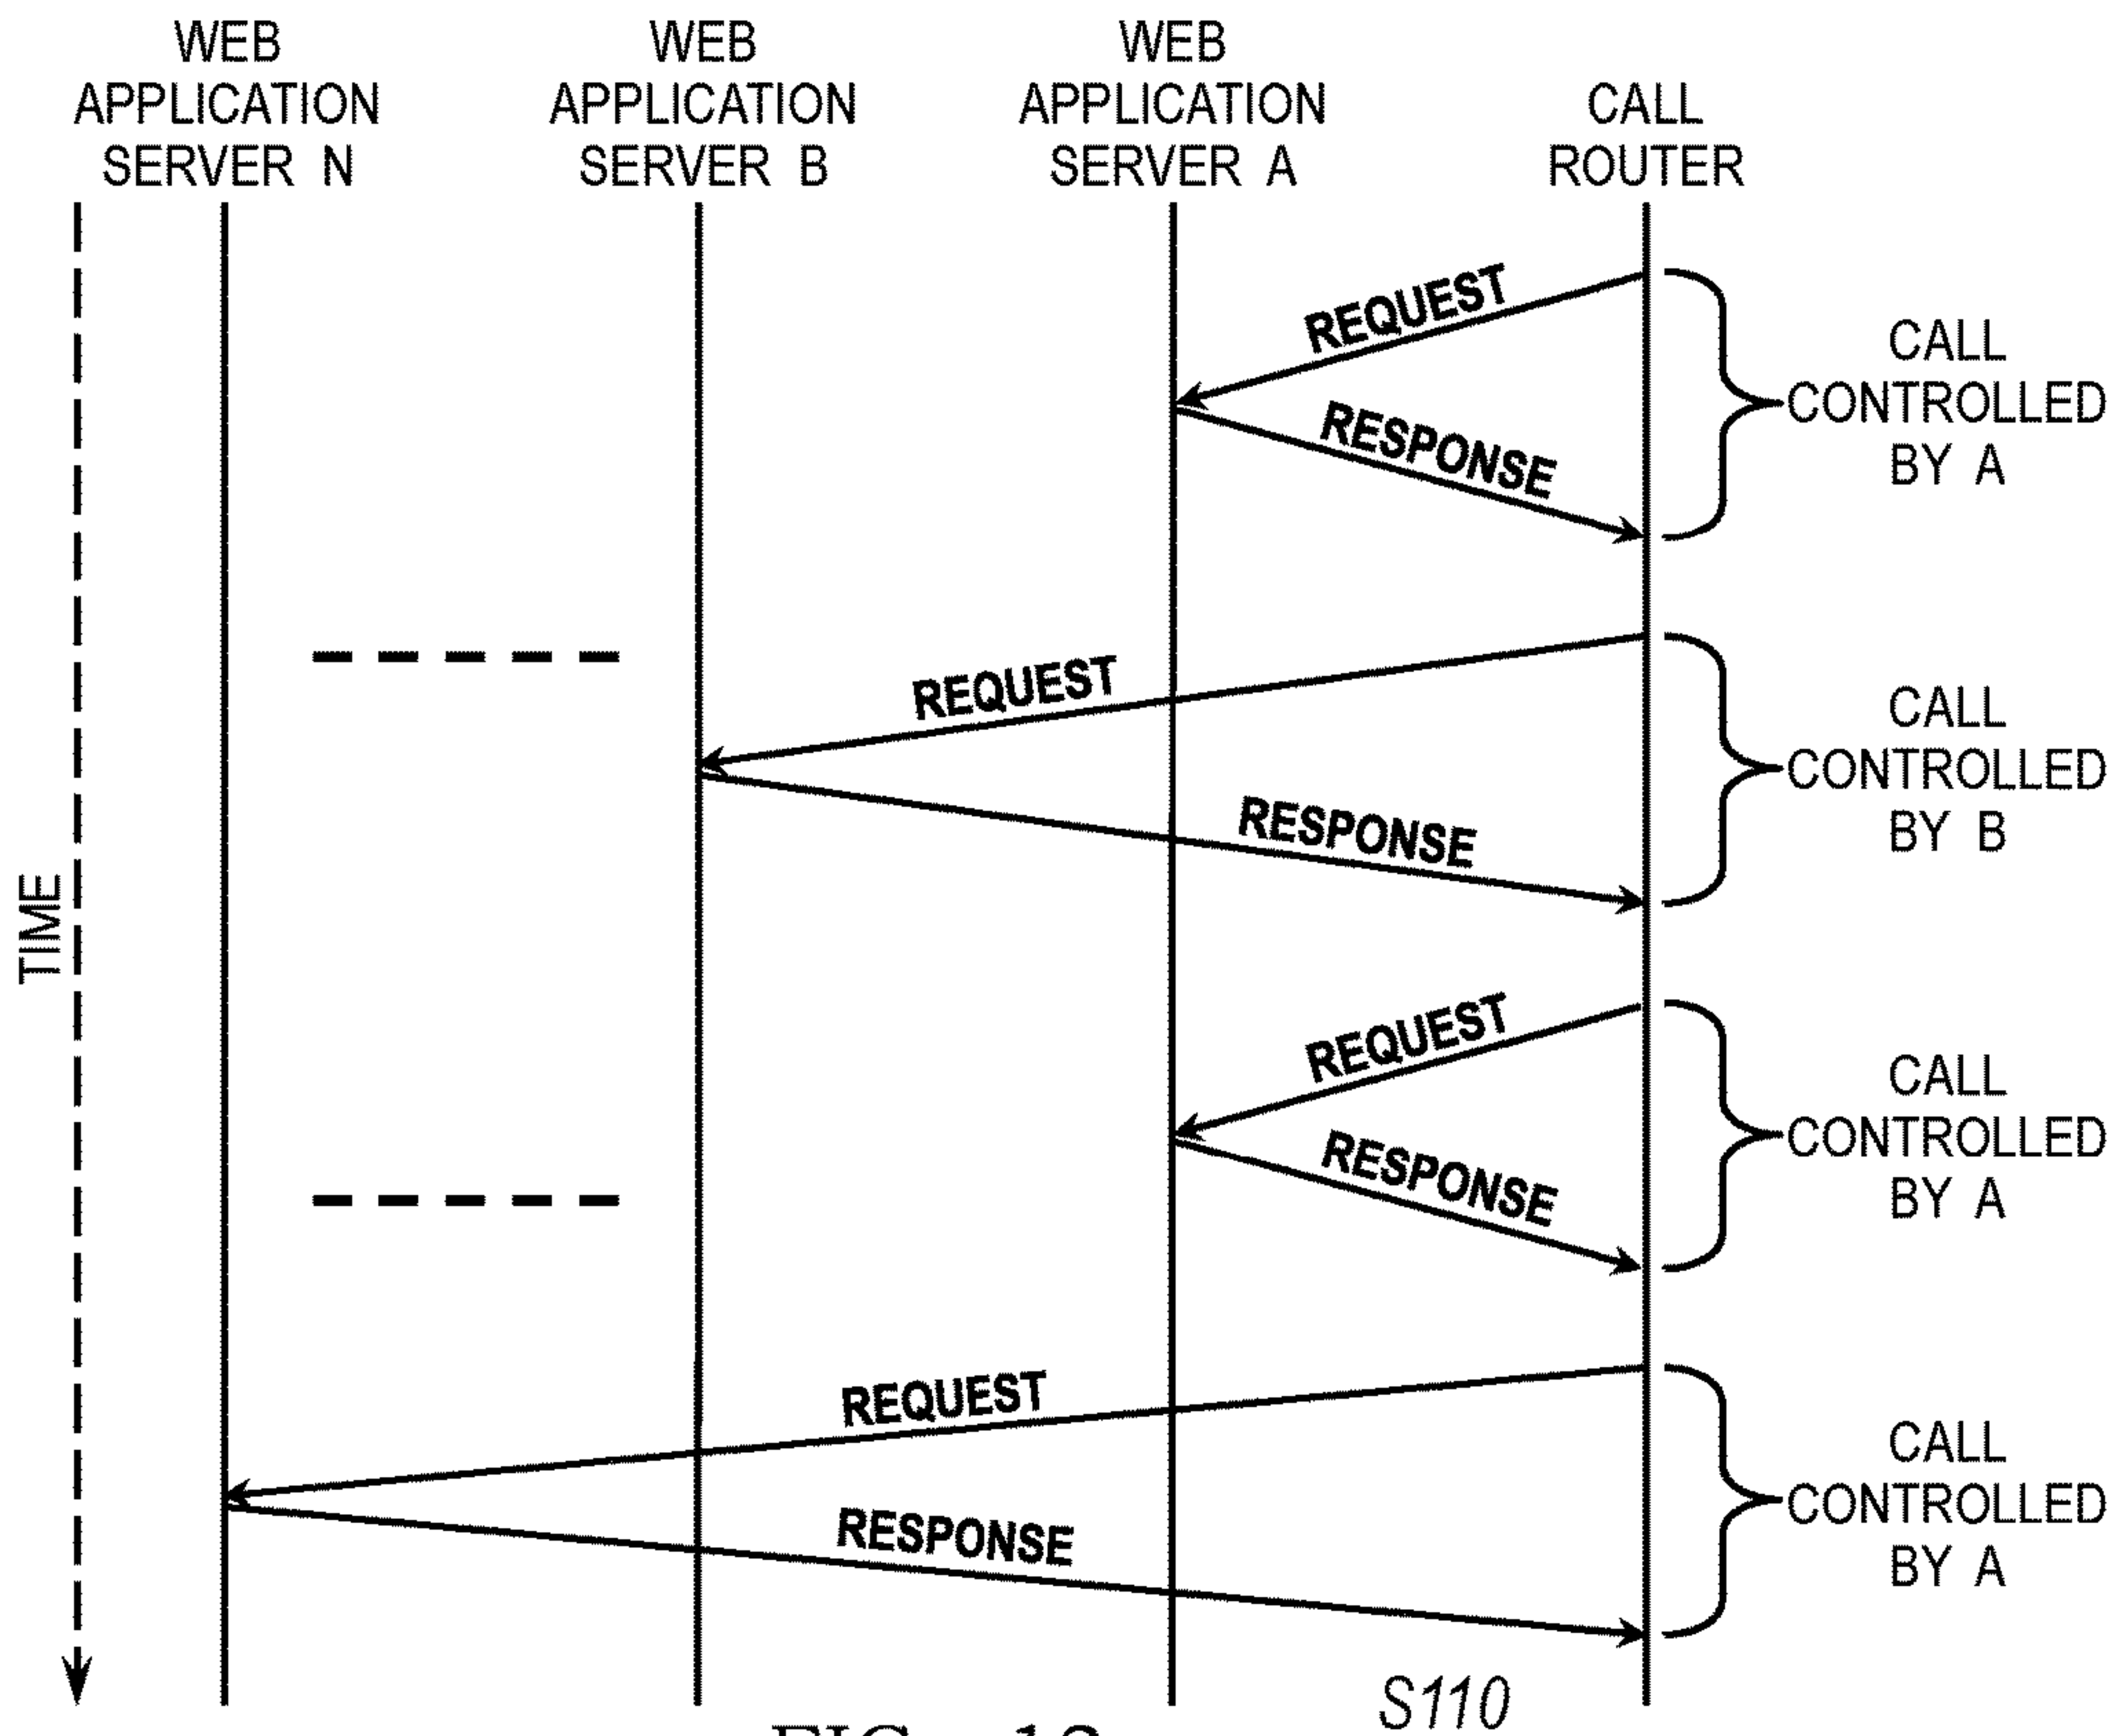 WEB
APPLICATION
SERVER N
WEB
APPLICATION
SERVER B
WEB
APPLICATION
SERVER A
CALL
ROUTER
REQUEST
RESPONSE
CALL
CONTROLLED
BY A
REQUEST
RESPONSE
CALL
CONTROLLED
BY B
TIME
REQUEST
RESPONSE
CALL
CONTROLLED
BY A
REQUEST
RESPONSE
CALL
CONTROLLED
BY A
S110